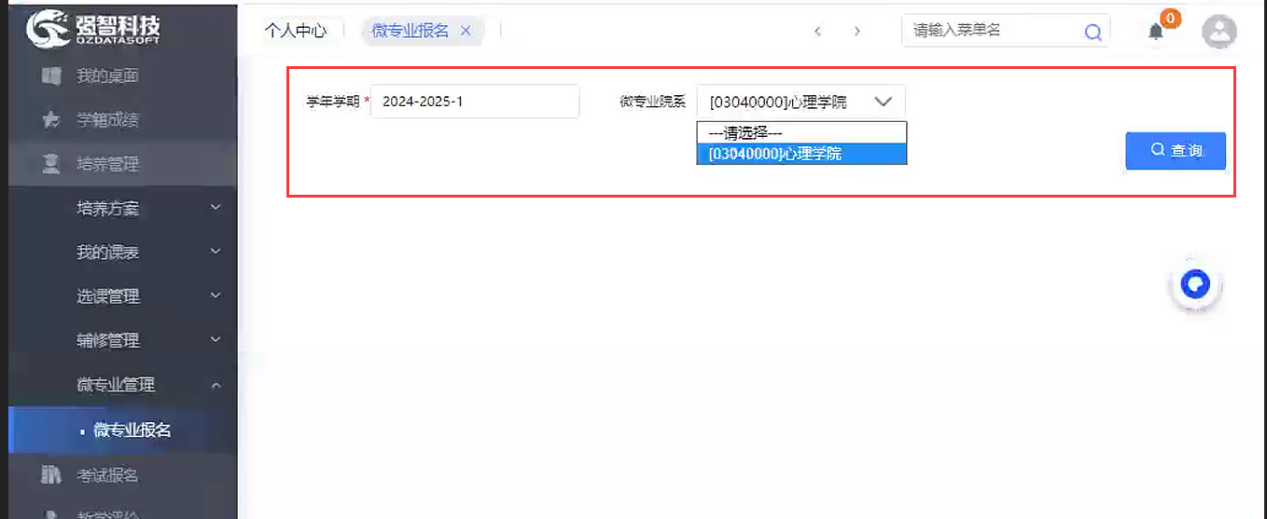 强智科技
QZDATASOFT
个人中心
微专业报名 ×
请输入菜单名
0
我的桌面
学籍成绩
培养管理
培养方案
我的课表
选课管理
辅修管理
微专业管理
微专业报名
考试报名
教学评价
学年学期 * 2024-2025-1
微专业院系 [03040000]心理学院
---请选择---
[03040000]心理学院
查询